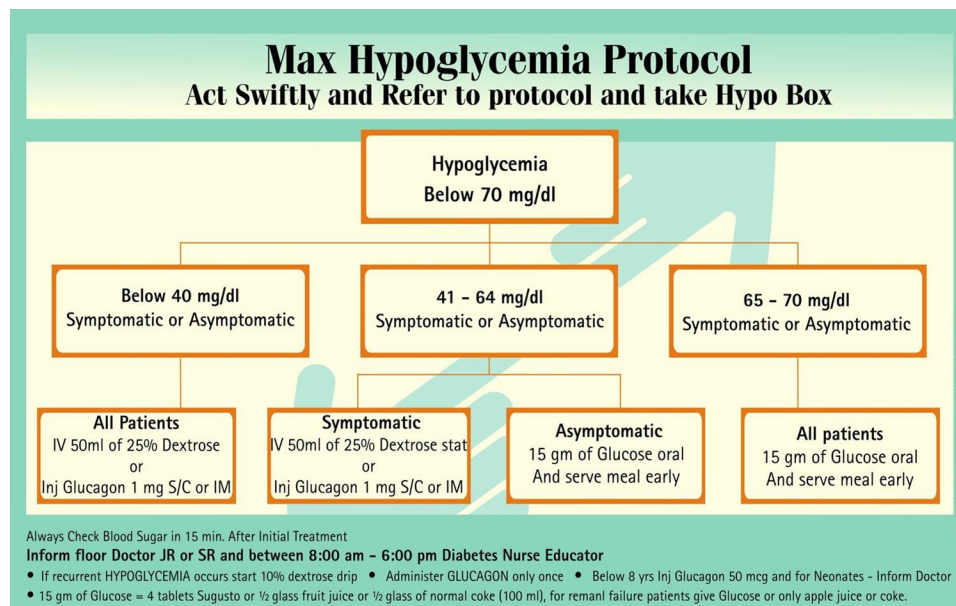 Max Hypoglycemia Protocol
Act Swiftly and Refer to protocol and take Hypo Box
Hypoglycemia
Below 70 mg/dl
Below 40 mg/dl
Symptomatic or Asymptomatic
41 - 64 mg/dl
Symptomatic or Asymptomatic
65 - 70 mg/dl
Symptomatic or Asymptomatic
All Patients
IV 50ml of 25% Dextrose
or
Inj Glucagon 1 mg S/C or IM
Symptomatic
IV 50ml of 25% Dextrose stat
or
Inj Glucagon 1 mg S/C or IM
Asymptomatic
15 gm of Glucose oral
And serve meal early
All patients
15 gm of Glucose oral
And serve meal early
Always Check Blood Sugar in 15 min. After Initial Treatment
Inform floor Doctor JR or SR and between 8:00 am - 6:00 pm Diabetes Nurse Educator
• If recurrent HYPOGLYCEMIA occurs start 10% dextrose drip • Administer GLUCAGON only once • Below 8 yrs Inj Glucagon 50 mcg and for Neonates - Inform Doctor
• 15 gm of Glucose = 4 tablets Sugusto or ½ glass fruit juice or ½ glass of normal coke (100 ml), for remanl failure patients give Glucose or only apple juice or coke.